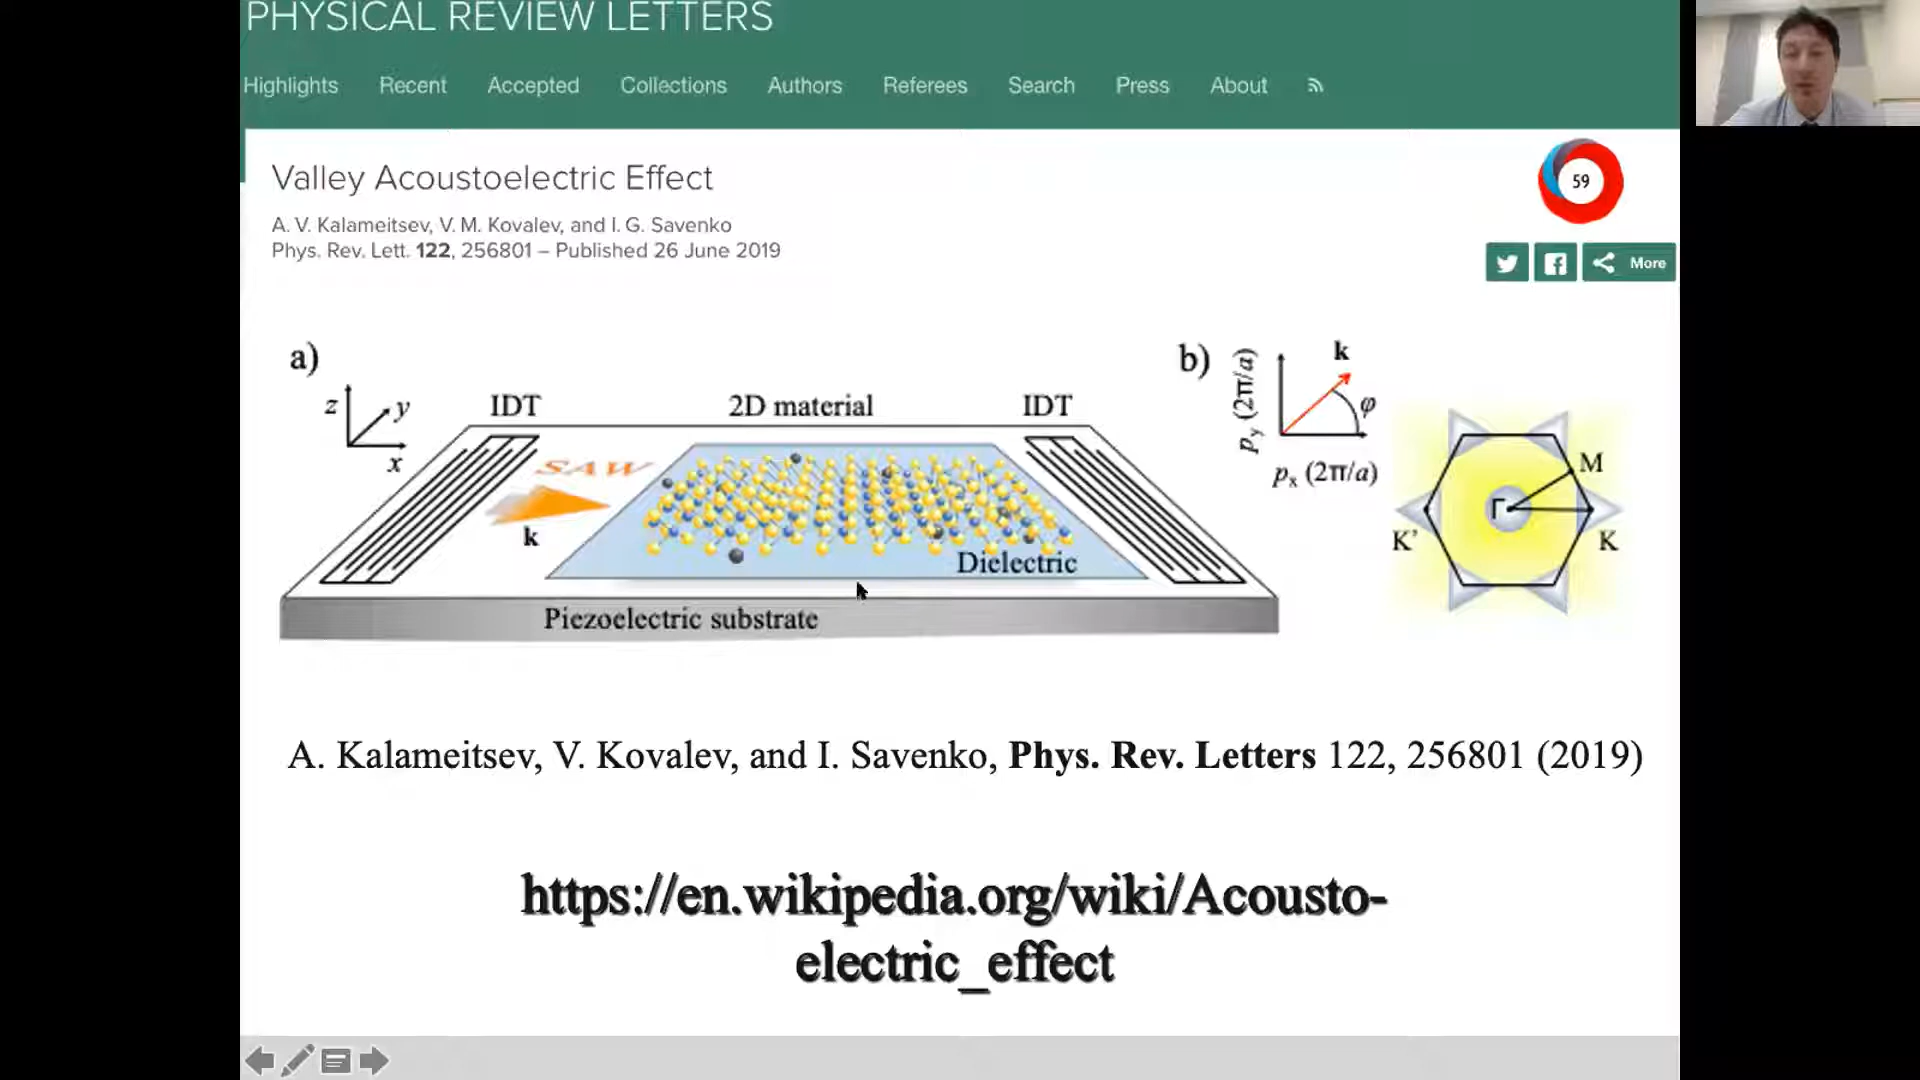 PHYSICAL REVIEW LETTERS
Highlights Recent Accepted Collections Authors Referees Search Press About
Valley Acoustoelectric Effect
59
A. V. Kalameitsev, V. M. Kovalev, and I. G. Savenko
Phys. Rev. Lett. 122, 256801 – Published 26 June 2019
More
a)
z
y
x
IDT
2D material
IDT
SAW
k
Dielectric
Piezoelectric substrate
b)
k
φ
py (2π/a)
px (2π/a)
M
Γ
K'
K
A. Kalameitsev, V. Kovalev, and I. Savenko, Phys. Rev. Letters 122, 256801 (2019)
https://en.wikipedia.org/wiki/Acousto-
electric_effect